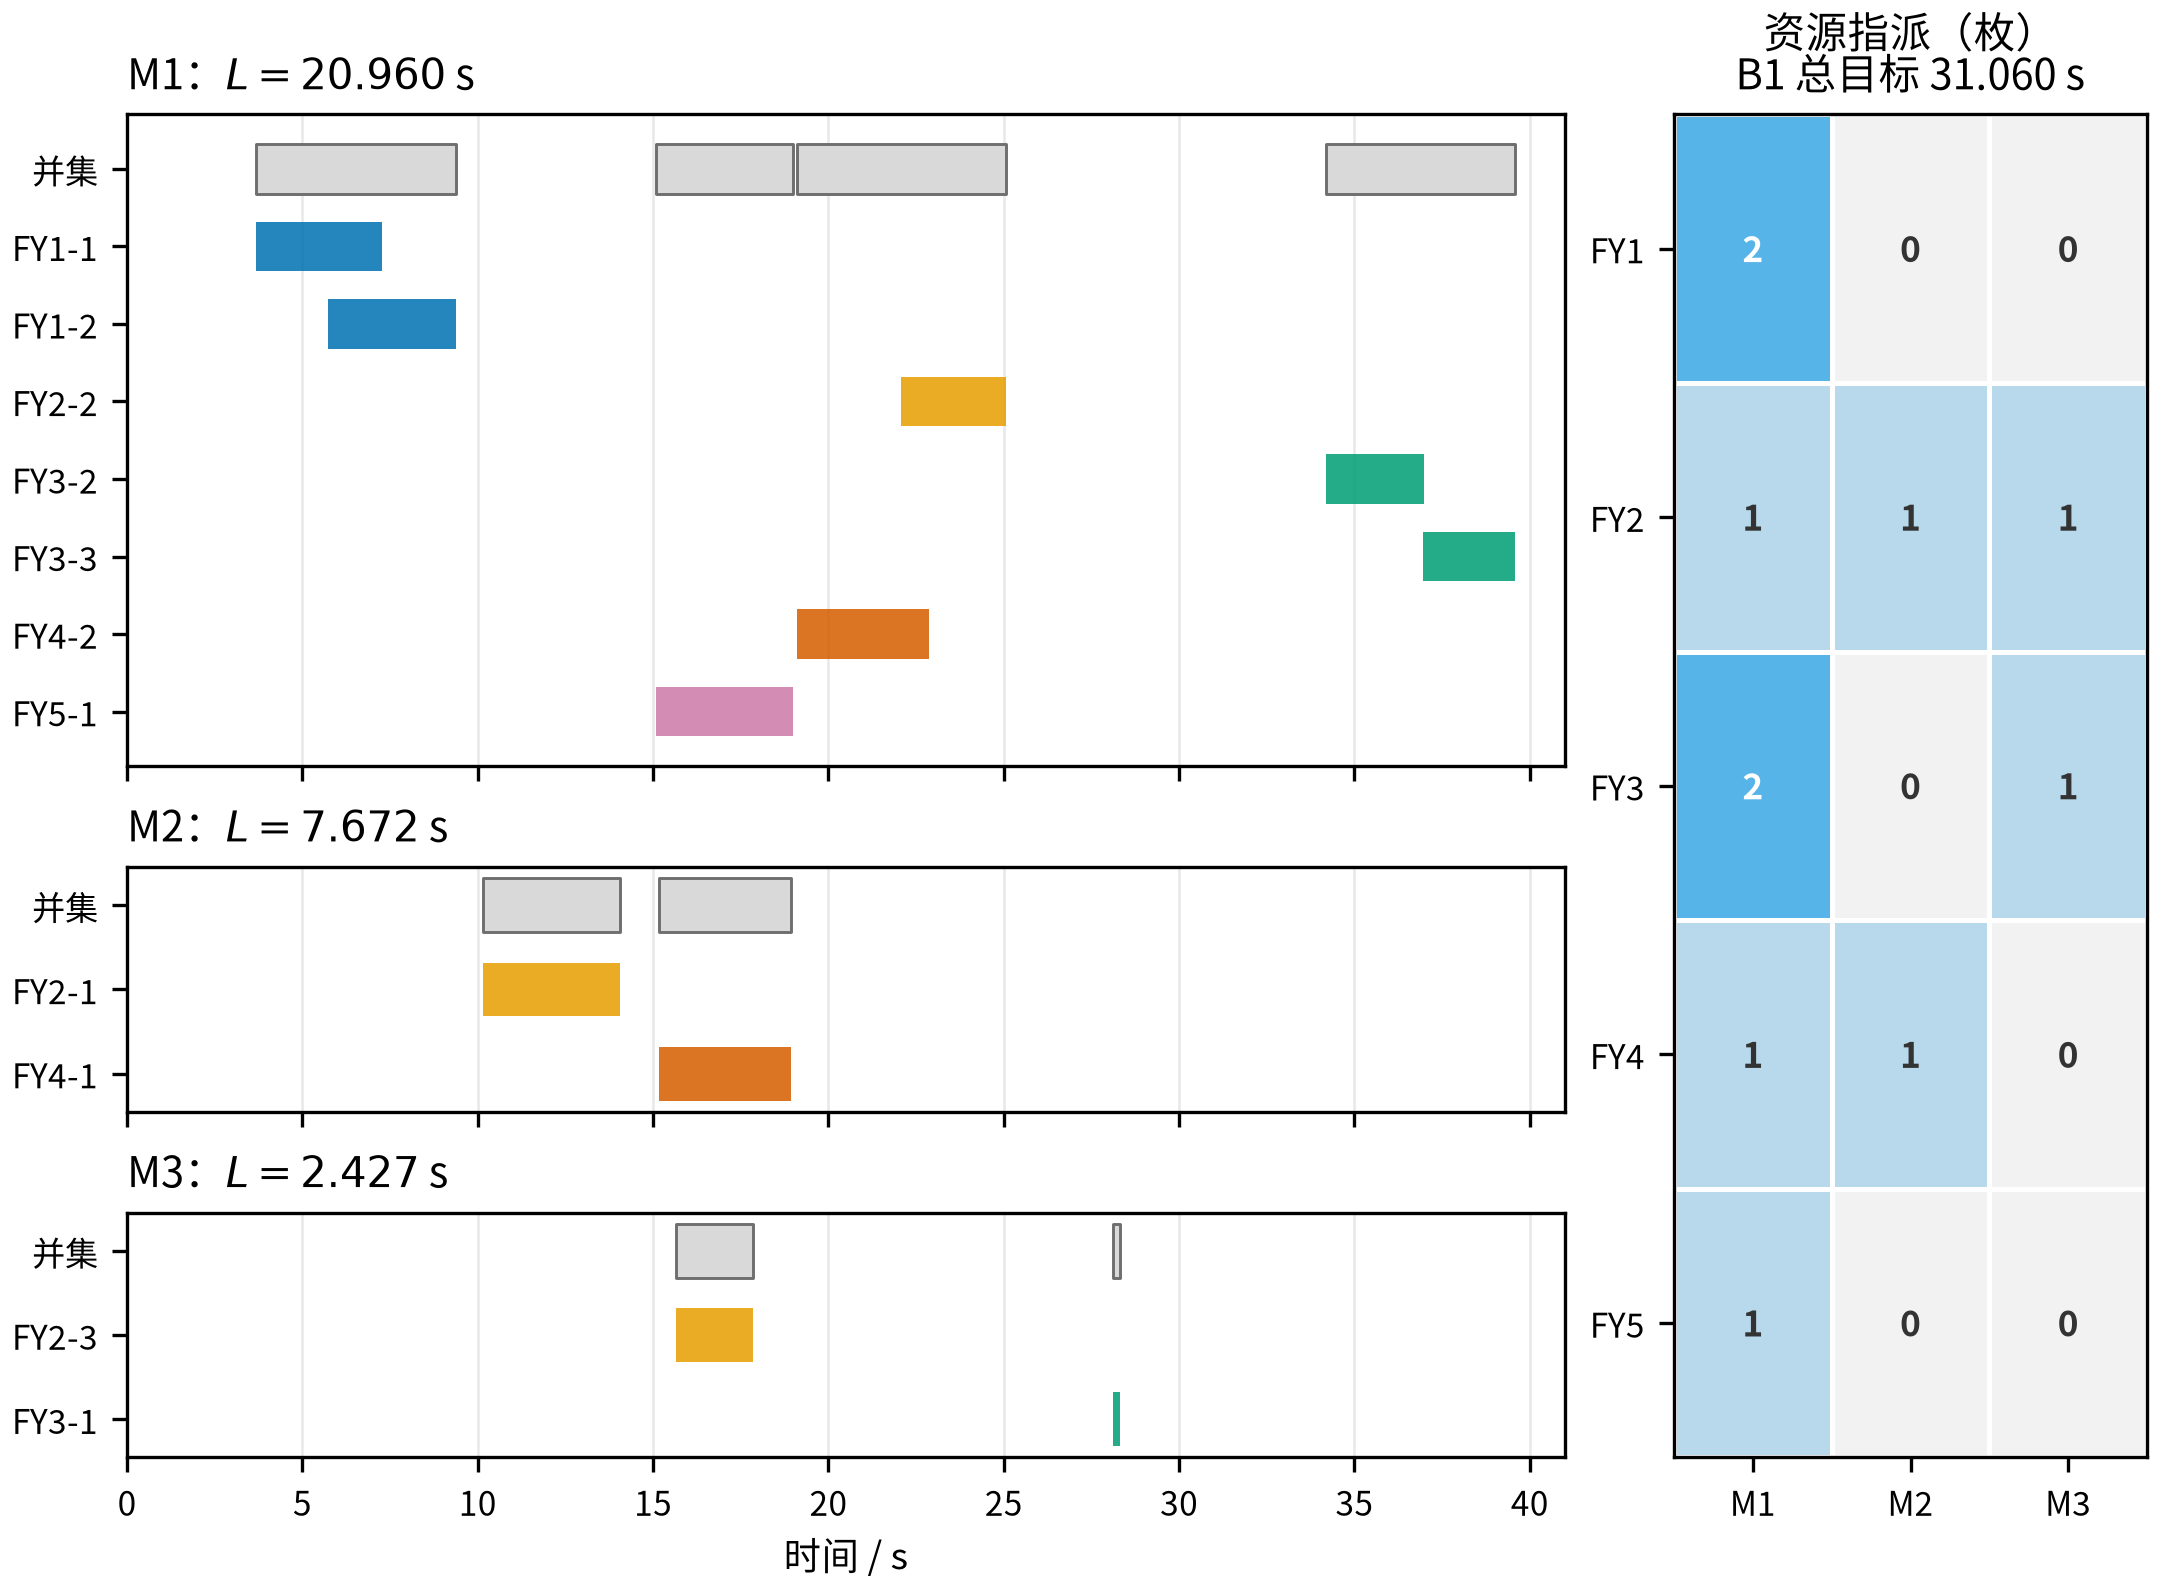 M1：L = 20.960 s
并集
FY1-1
FY1-2
FY2-2
FY3-2
FY3-3
FY4-2
FY5-1
M2：L = 7.672 s
并集
FY2-1
FY4-1
M3：L = 2.427 s
并集
FY2-3
FY3-1
0 5 10 15 20 25 30 35 40
时间 / s
资源指派（枚）
B1 总目标 31.060 s
FY1 2 0 0
FY2 1 1 1
FY3 2 0 1
FY4 1 1 0
FY5 1 0 0
M1 M2 M3